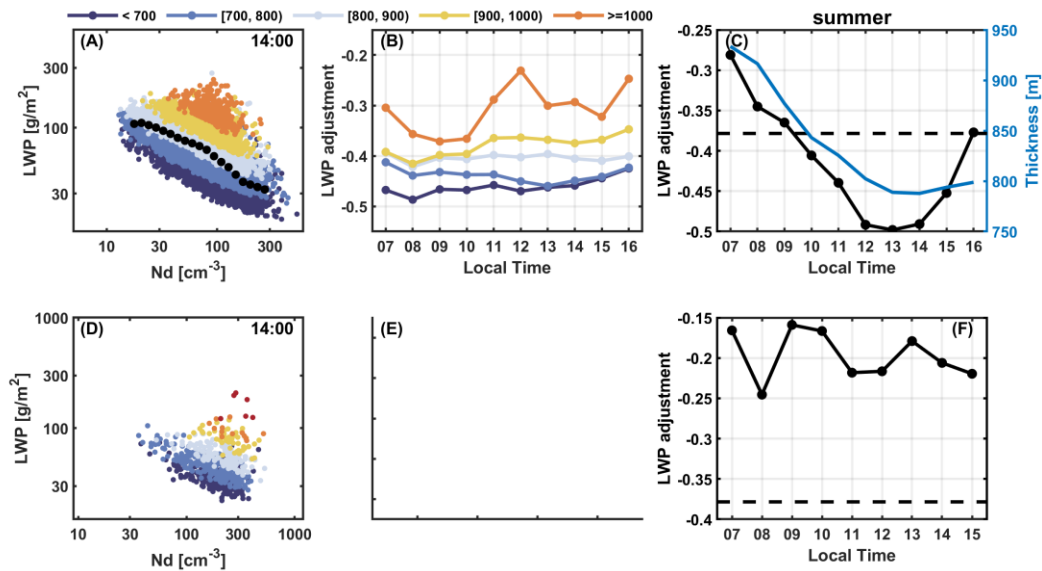 < 700 [700, 800) [800, 900) [900, 1000) >=1000
(A) 14:00
LWP [g/m²]
300
100
30
10 30 100 300
Nd [cm⁻³]
(B)
LWP adjustment
-0.2
-0.3
-0.4
-0.5
07 08 09 10 11 12 13 14 15 16
Local Time
summer
(C)
LWP adjustment
-0.25
-0.3
-0.35
-0.4
-0.45
-0.5
07 08 09 10 11 12 13 14 15 16
Local Time
950
900
850
800
750
Thickness [m]
(D) 14:00
LWP [g/m²]
1000
300
100
30
10 30 100 300 1000
Nd [cm⁻³]
(E)
(F)
LWP adjustment
-0.15
-0.2
-0.25
-0.3
-0.35
-0.4
07 08 09 10 11 12 13 14 15
Local Time